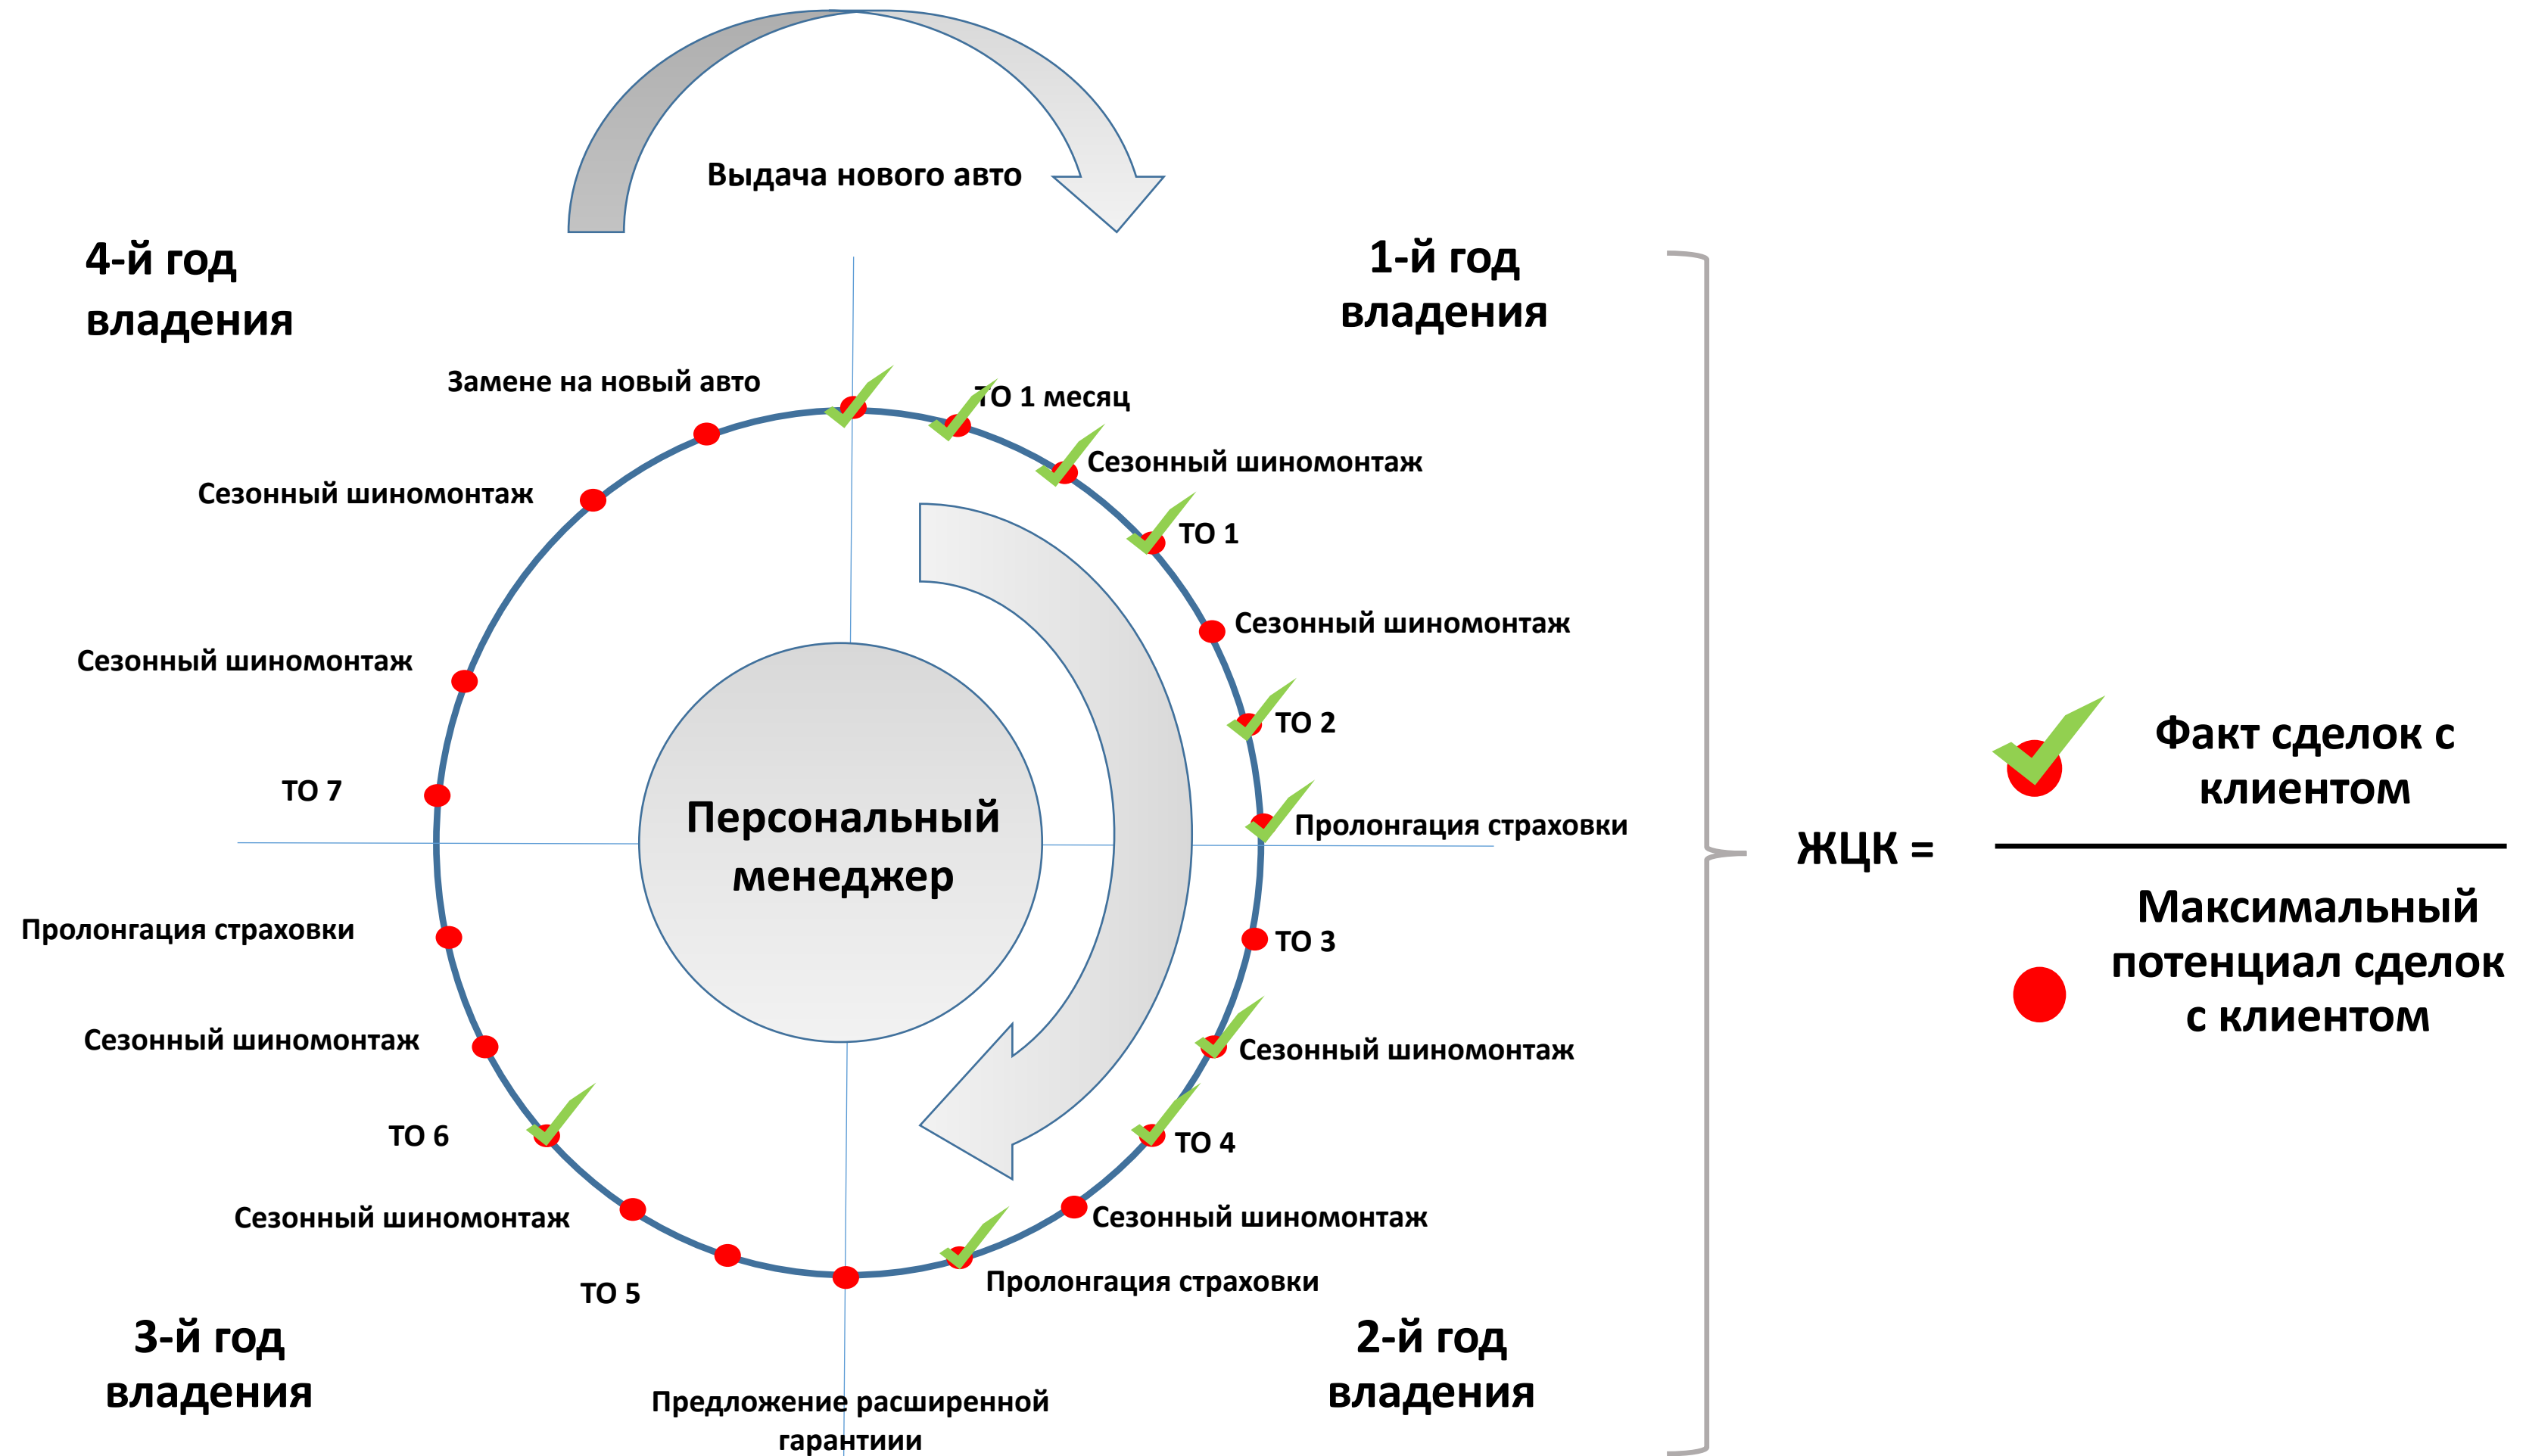 Выдача нового авто
4-й год
владения
1-й год
владения
Замене на новый авто
ТО 1 месяц
Сезонный шиномонтаж
Сезонный шиномонтаж
ТО 1
Сезонный шиномонтаж
Сезонный шиномонтаж
ТО 2
ТО 7
Пролонгация страховки
Персональный
менеджер
Пролонгация страховки
ТО 3
Сезонный шиномонтаж
Сезонный шиномонтаж
ТО 6
ТО 4
Сезонный шиномонтаж
Сезонный шиномонтаж
ТО 5
Пролонгация страховки
3-й год
владения
2-й год
владения
Предложение расширенной
гарантиии
ЖЦК =
Факт сделок с
клиентом
Максимальный
потенциал сделок
с клиентом